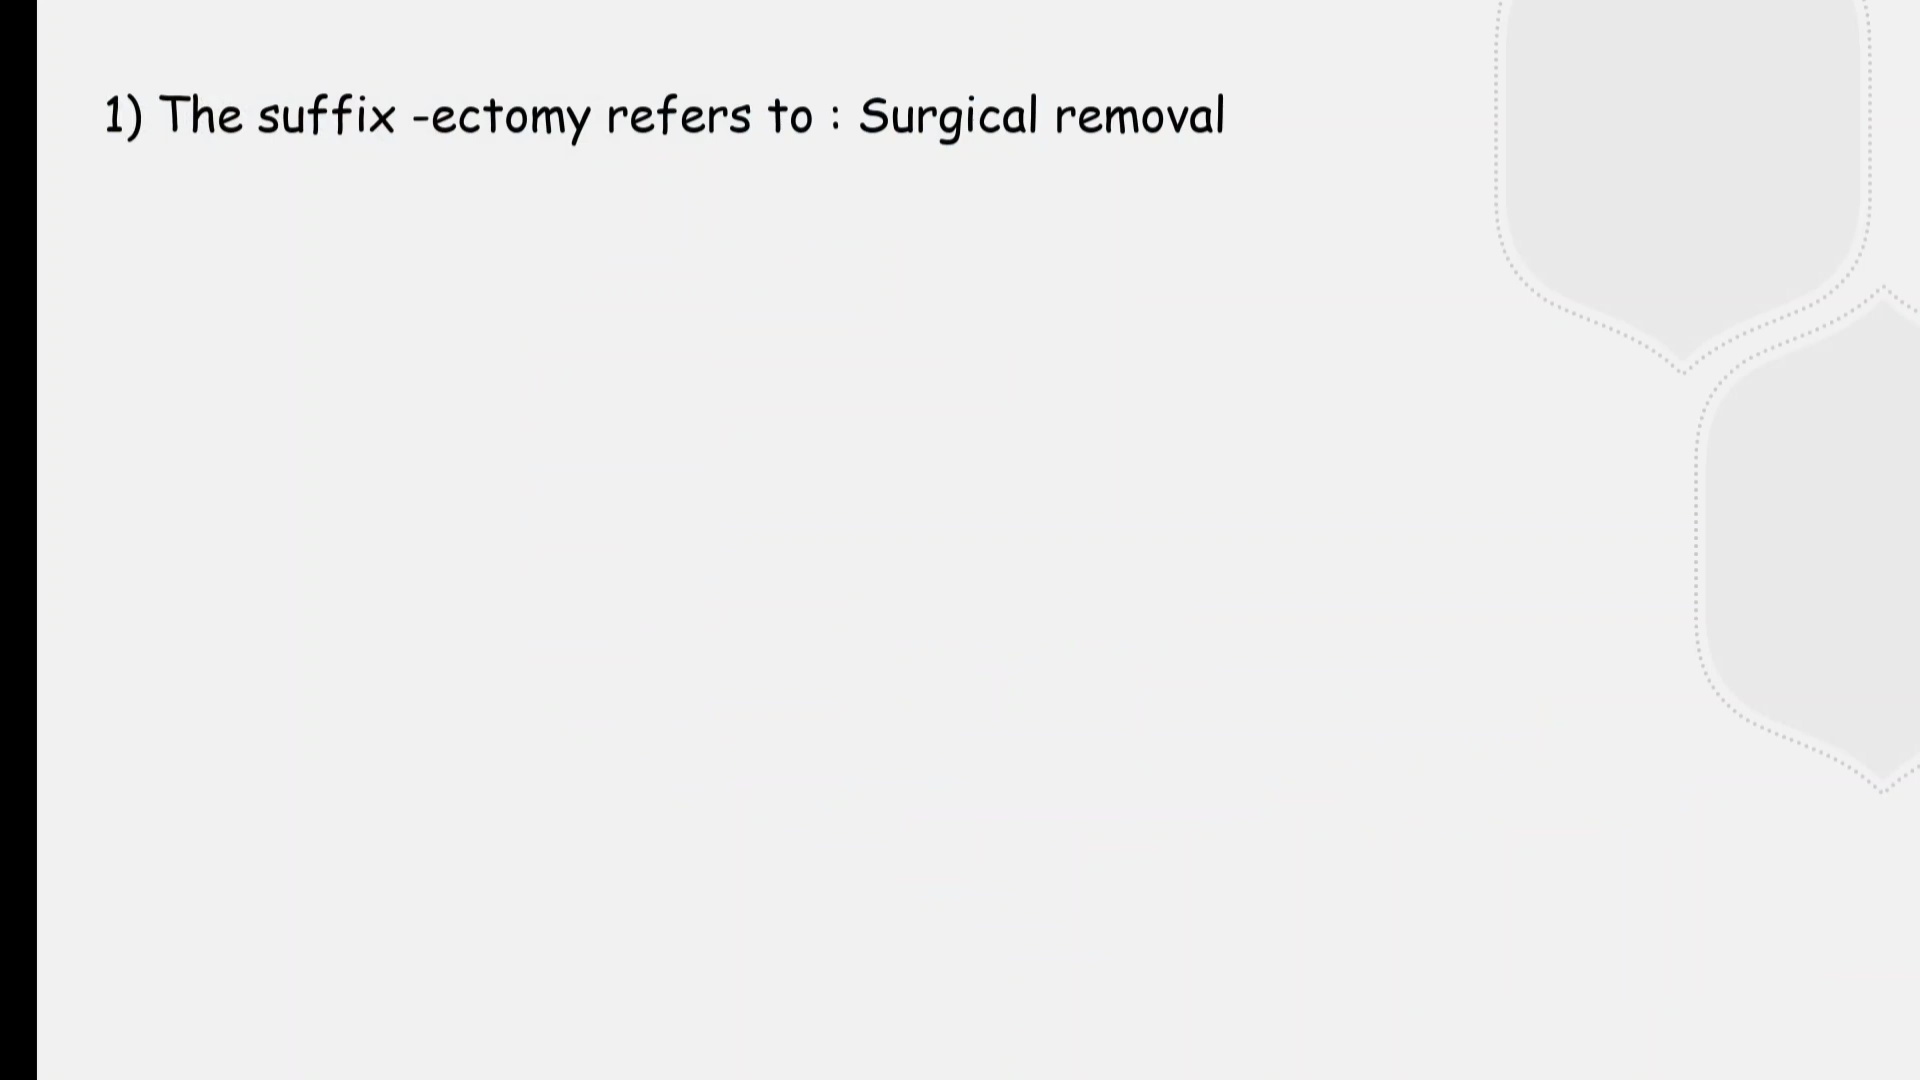 1) The suffix -ectomy refers to : Surgical removal